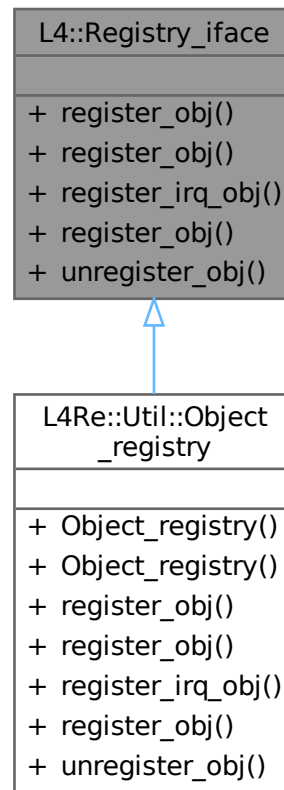 L4::Registry_iface
+ register_obj()
+ register_obj()
+ register_irq_obj()
+ register_obj()
+ unregister_obj()
L4Re::Util::Object
_registry
+ Object_registry()
+ Object_registry()
+ register_obj()
+ register_obj()
+ register_irq_obj()
+ register_obj()
+ unregister_obj()